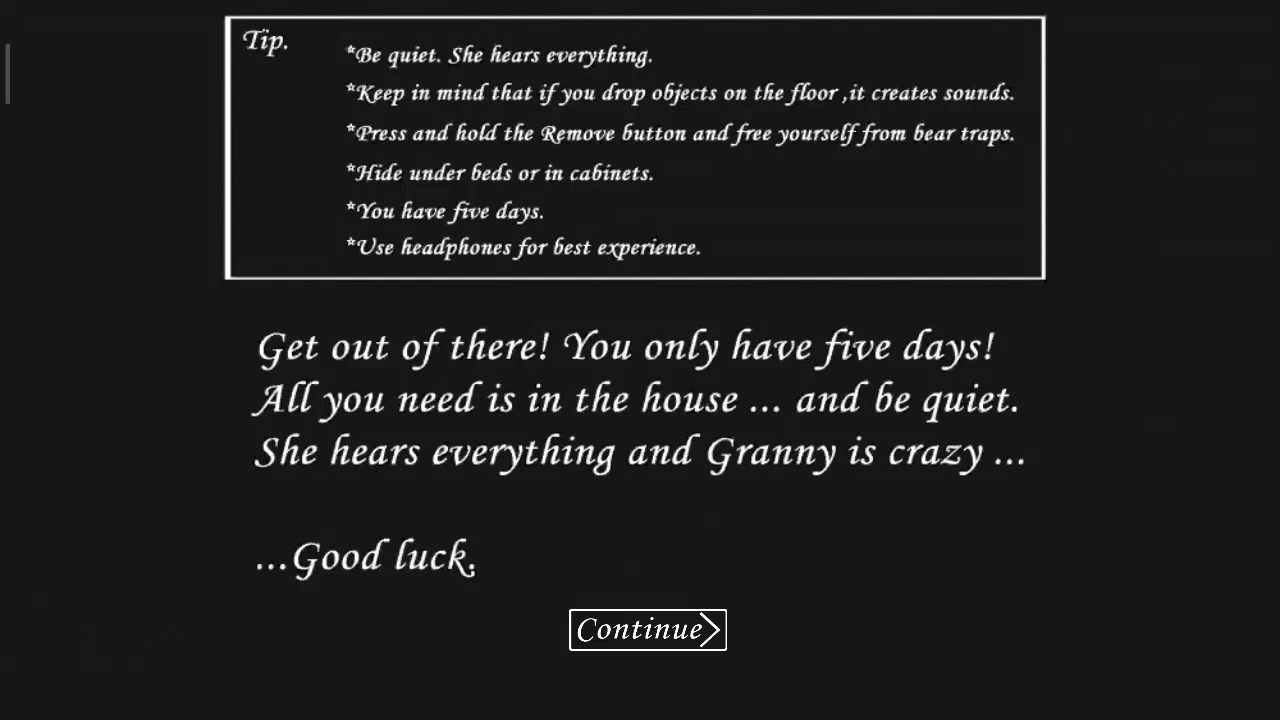 Tip.
*Be quiet. She hears everything.
*Keep in mind that if you drop objects on the floor ,it creates sounds.
*Press and hold the Remove button and free yourself from bear traps.
*Hide under beds or in cabinets.
*You have five days.
*Use headphones for best experience.
Get out of there! You only have five days!
All you need is in the house ... and be quiet.
She hears everything and Granny is crazy ...
...Good luck.
Continue